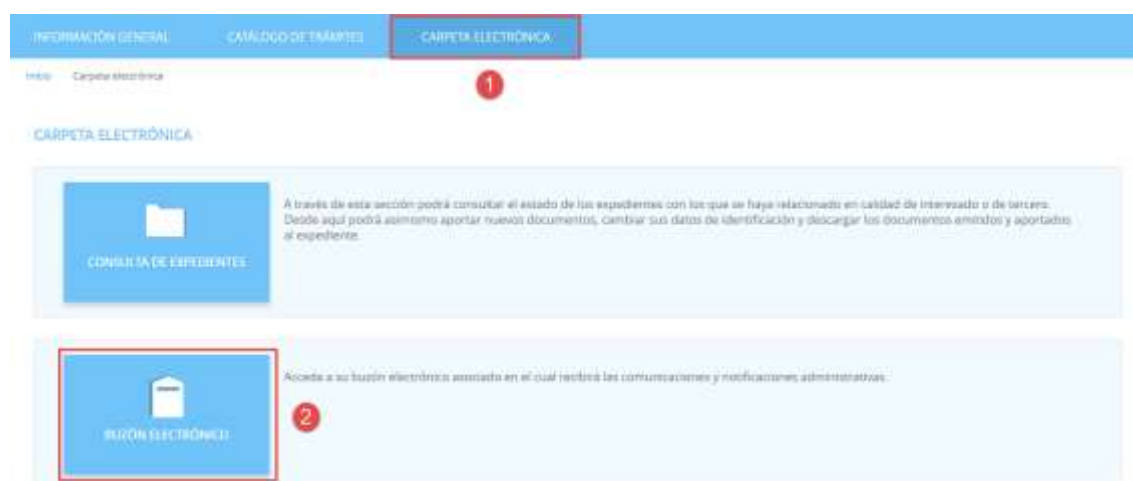 INFORMACIÓN GENERAL CATÁLOGO DE TRÁMITES CARPETA ELECTRÓNICA
Inicio Carpeta electrónica
1
CARPETA ELECTRÓNICA
A través de esta sección podrá consultar el estado de los expedientes con los que se haya relacionado en calidad de interesado o de tercero.
Desde aquí podrá asimismo aportar nuevos documentos, cambiar sus datos de identificación y descargar los documentos emitidos y aportados
al expediente.
CONSULTA DE EXPEDIENTES
Acceda a su buzón electrónico asociado en el cual recibirá las comunicaciones y notificaciones administrativas.
2
BUZÓN ELECTRÓNICO